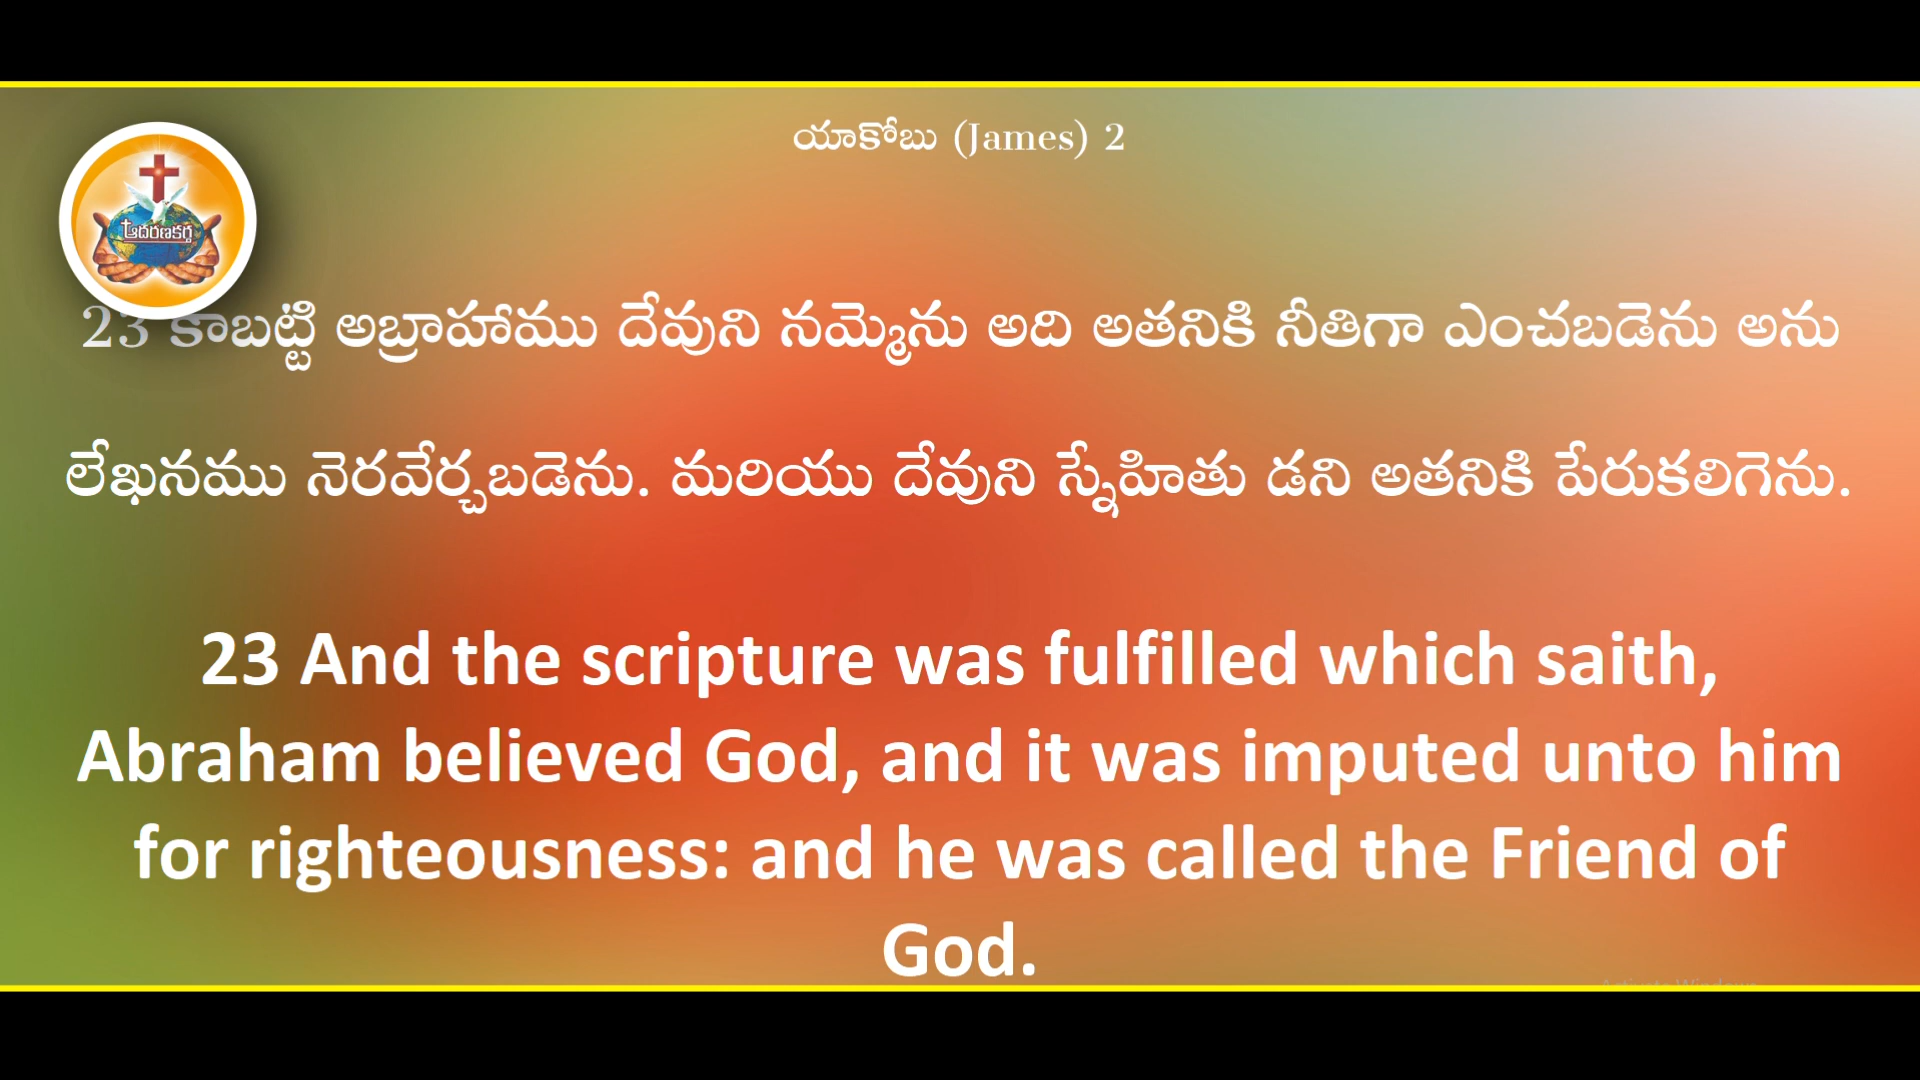 యాకోబు (James) 2
ఆదరణకర్త
23 కాబట్టి అబ్రాహాము దేవుని నమ్మెను అది అతనికి నీతిగా ఎంచబడెను అను
లేఖనము నెరవేర్చబడెను. మరియు దేవుని స్నేహితు డని అతనికి పేరుకలిగెను.
23 And the scripture was fulfilled which saith,
Abraham believed God, and it was imputed unto him
for righteousness: and he was called the Friend of
God.